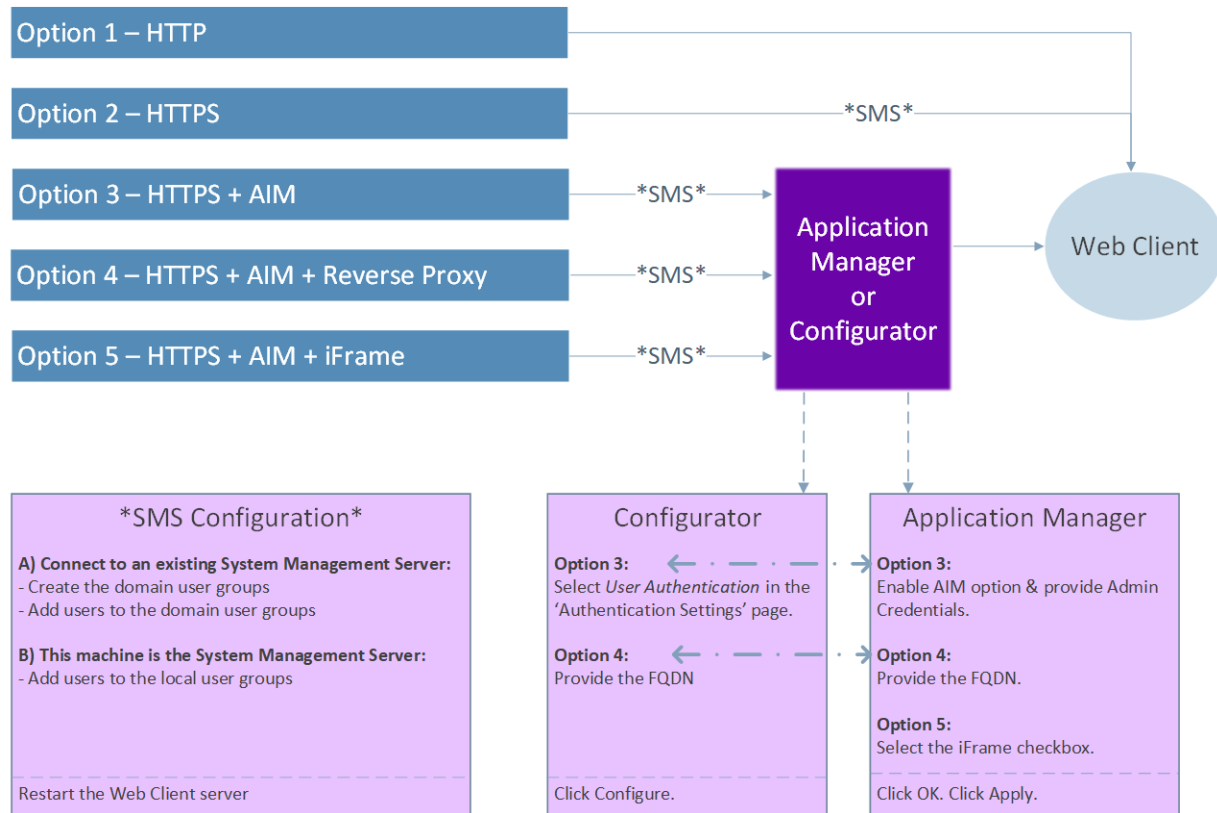 Option 1 – HTTP
Option 2 – HTTPS
*SMS*
Option 3 – HTTPS + AIM
*SMS*
Option 4 – HTTPS + AIM + Reverse Proxy
*SMS*
Option 5 – HTTPS + AIM + iFrame
*SMS*
Application
Manager
or
Configurator
Web Client
*SMS Configuration*
A) Connect to an existing System Management Server:
- Create the domain user groups
- Add users to the domain user groups
B) This machine is the System Management Server:
- Add users to the local user groups
Restart the Web Client server
Configurator
Option 3:
Select User Authentication in the
‘Authentication Settings’ page.
Option 4:
Provide the FQDN
Click Configure.
Application Manager
Option 3:
Enable AIM option & provide Admin
Credentials.
Option 4:
Provide the FQDN.
Option 5:
Select the iFrame checkbox.
Click OK. Click Apply.